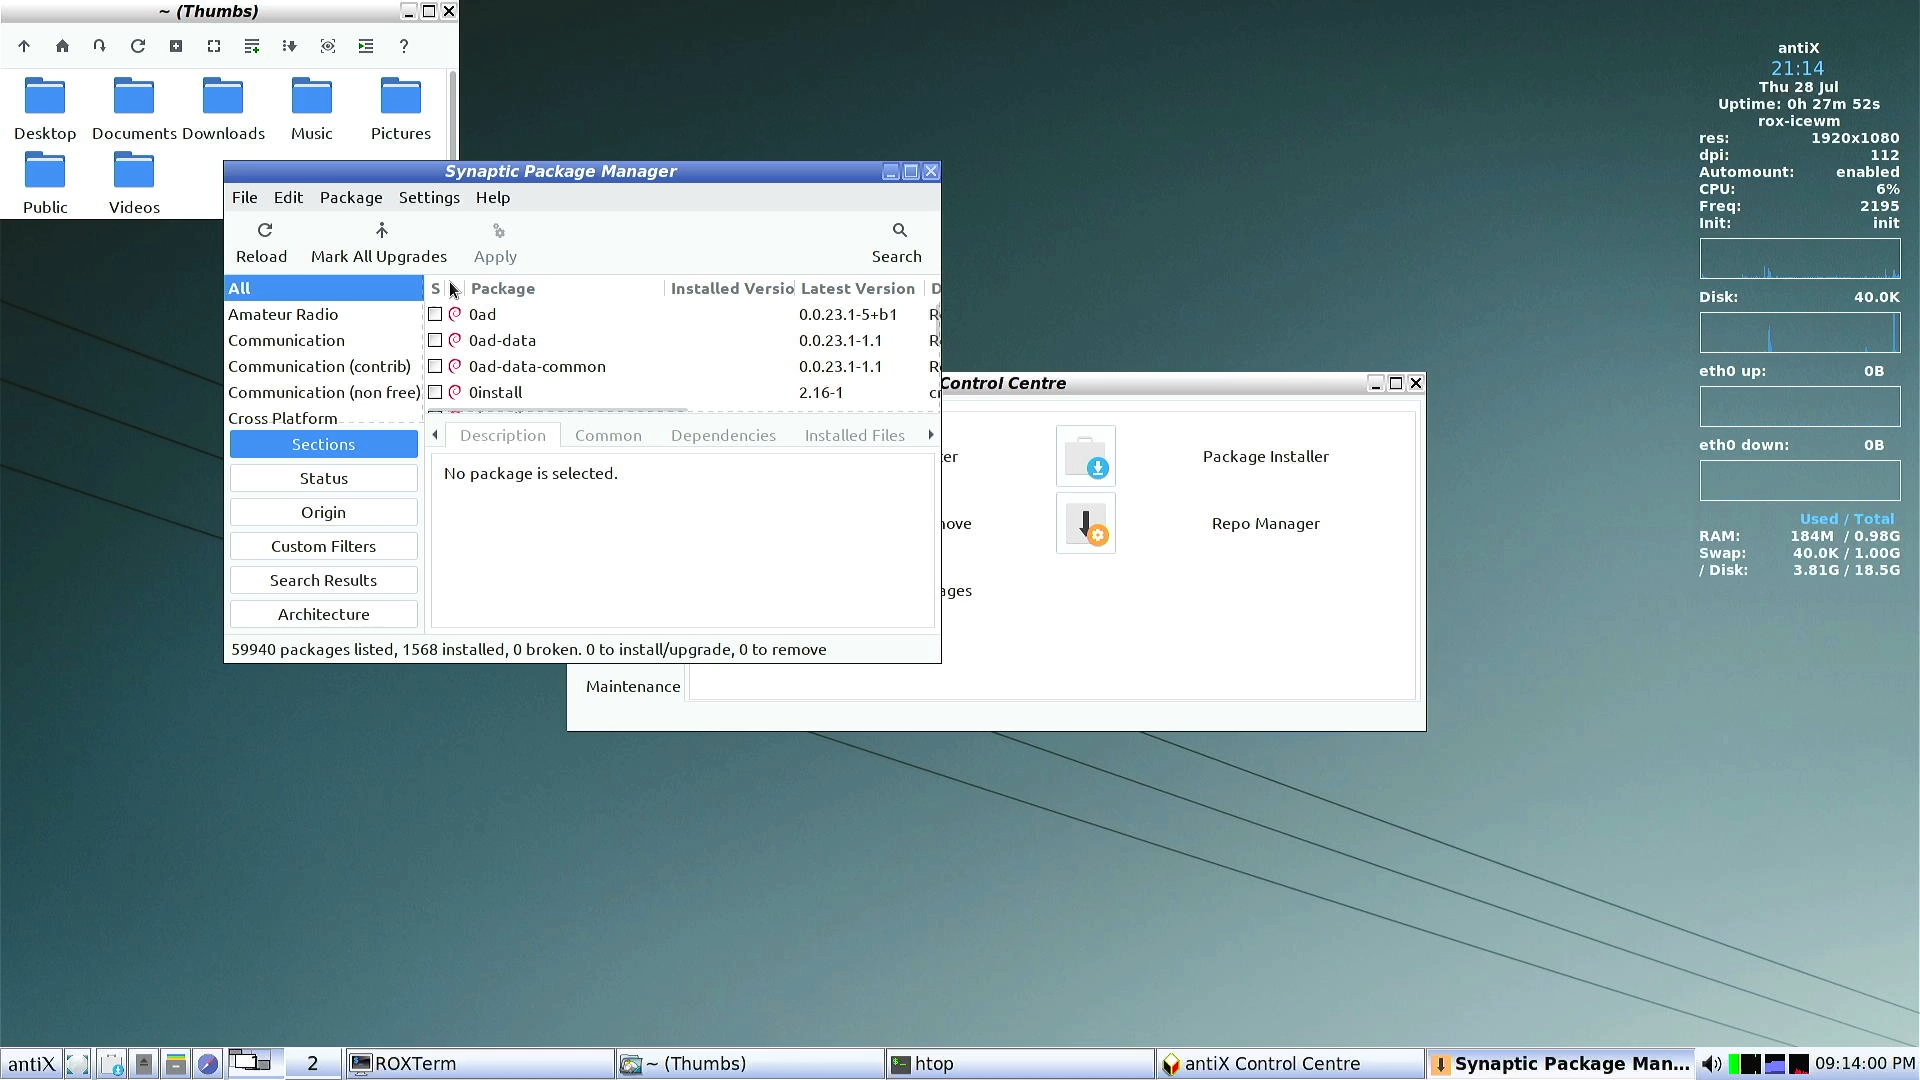 ~ (Thumbs)
?
Desktop
Documents
Downloads
Music
Pictures
Public
Videos
Synaptic Package Manager
File
Edit
Package
Settings
Help
Reload
Mark All Upgrades
Apply
Search
All
Amateur Radio
Communication
Communication (contrib)
Communication (non free)
Cross Platform
Sections
Status
Origin
Custom Filters
Search Results
Architecture
S Package Installed Versio Latest Version D
0ad 0.0.23.1-5+b1
0ad-data 0.0.23.1-1.1
0ad-data-common 0.0.23.1-1.1
0install 2.16-1
Description
Common
Dependencies
Installed Files
No package is selected.
59940 packages listed, 1568 installed, 0 broken. 0 to install/upgrade, 0 to remove
Control Centre
er
Package Installer
ove
Repo Manager
ages
Maintenance
antiX
21:14
Thu 28 Jul
Uptime: 0h 27m 52s
rox-icewm
res: 1920x1080
dpi: 112
Automount: enabled
CPU: 6%
Freq: 2195
Init: init
Disk: 40.0K
eth0 up: 0B
eth0 down: 0B
Used / Total
RAM: 184M / 0.98G
Swap: 40.0K / 1.00G
/ Disk: 3.81G / 18.5G
antiX
1
2
ROXTerm
~ (Thumbs)
htop
antiX Control Centre
Synaptic Package Man...
09:14:00 PM